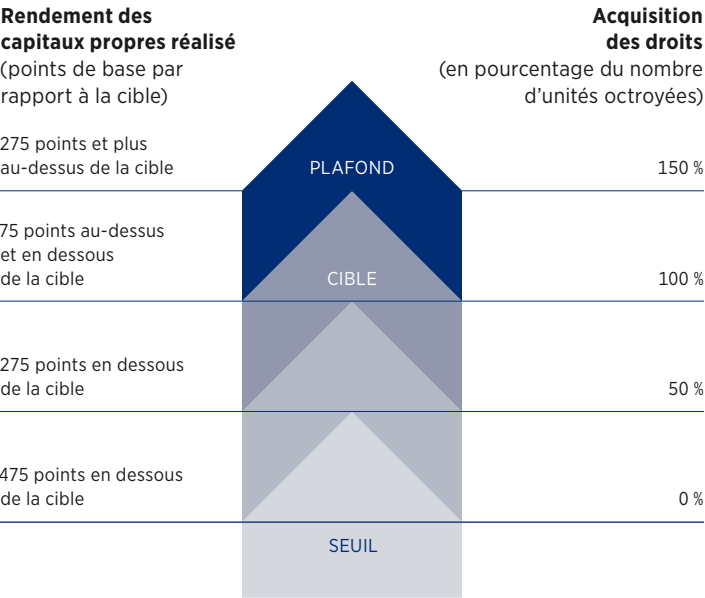 Rendement des
capitaux propres réalisé
(points de base par
rapport à la cible)
Acquisition
des droits
(en pourcentage du nombre
d'unités octroyées)
275 points et plus
au-dessus de la cible
PLAFOND
150 %
75 points au-dessus
et en dessous
de la cible
CIBLE
100 %
275 points en dessous
de la cible
50 %
475 points en dessous
de la cible
0 %
SEUIL